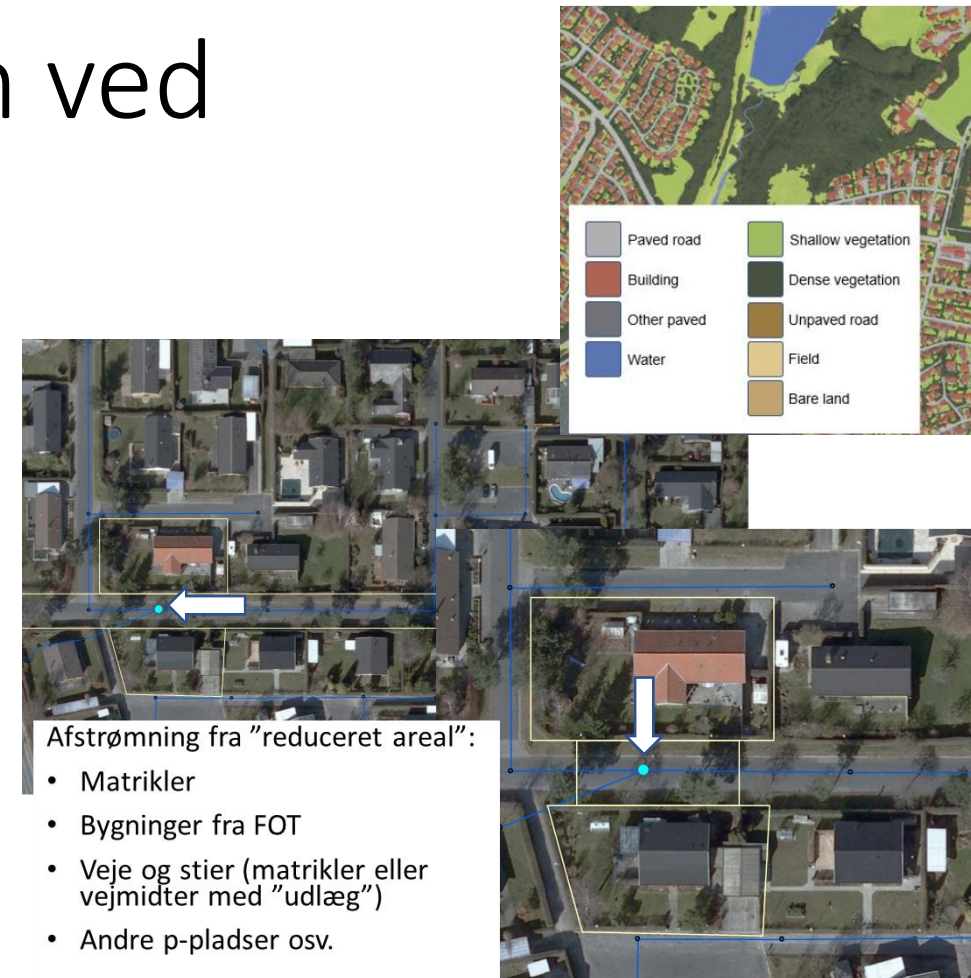 ved
Paved road
Building
Other paved
Water
Shallow vegetation
Dense vegetation
Unpaved road
Field
Bare land
Afstrømning fra ”reduceret areal”:
• Matrikler
• Bygninger fra FOT
• Veje og stier (matrikler eller
vejmidter med ”udlæg”)
• Andre p-pladser osv.